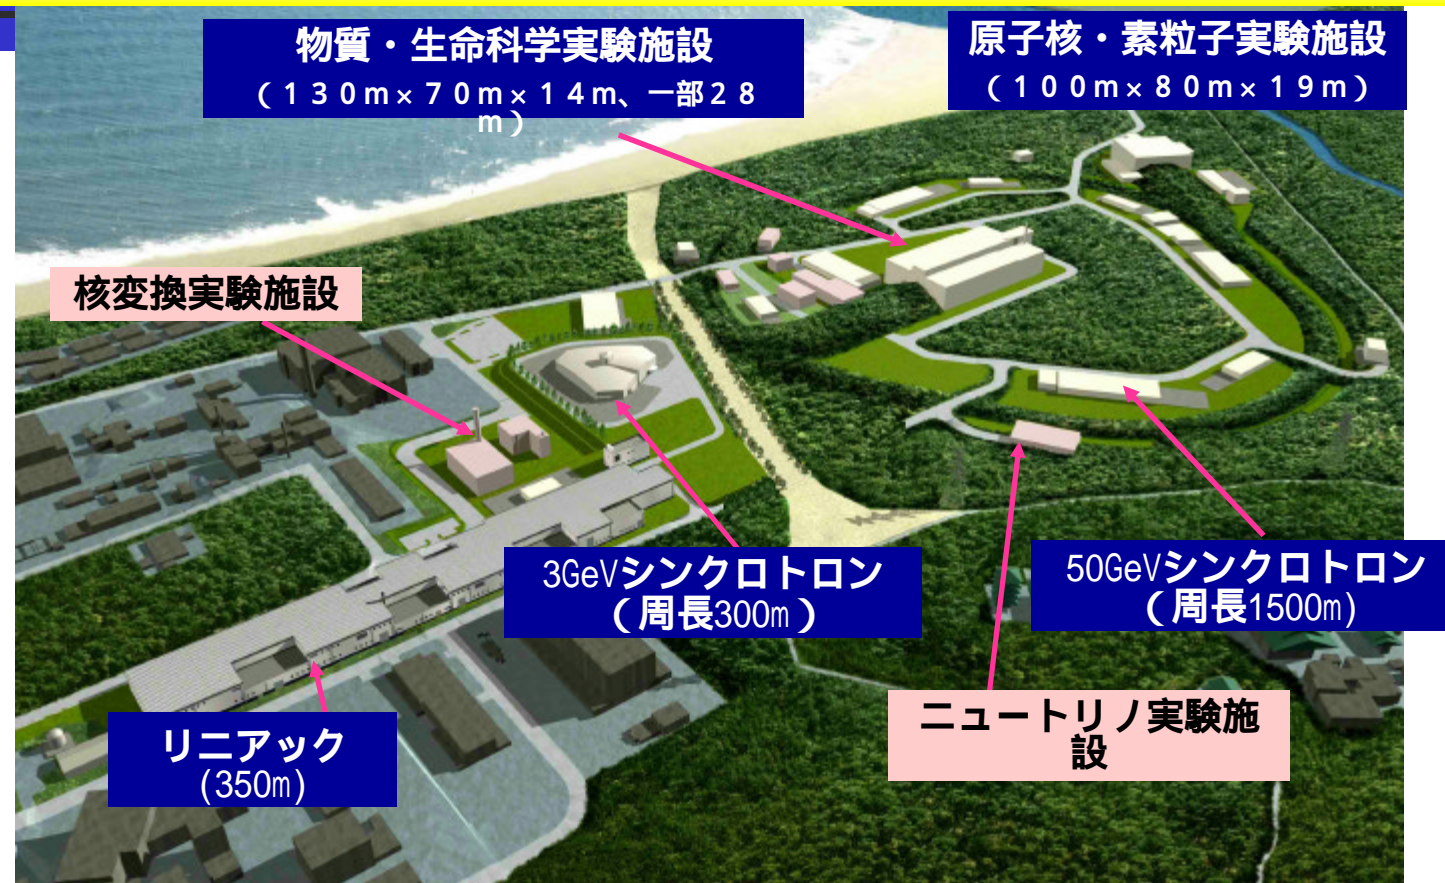 物質・生命科学実験施設
（１３０ｍ×７０ｍ×１４ｍ、一部２８
ｍ）
原子核・素粒子実験施設
（１００ｍ×８０ｍ×１９ｍ）
核変換実験施設
3GeVシンクロトロン
（周長300m）
50GeVシンクロトロン
（周長1500m)
リニアック
(350m)
ニュートリノ実験施
設